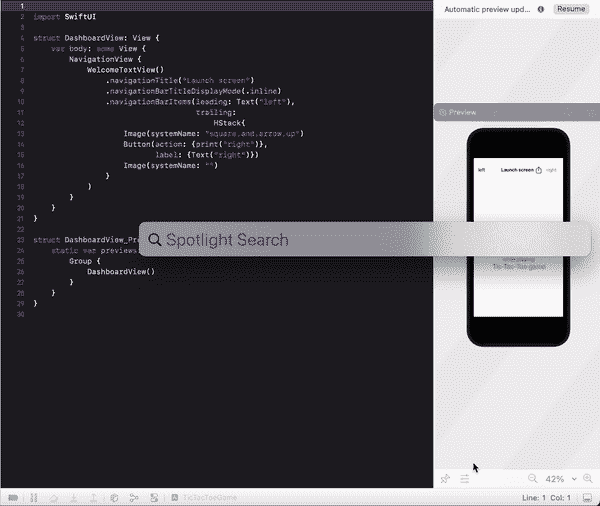 Automatic preview upd... Resume
1
2 import SwiftUI
3
4 struct DashboardView: View {
5 var body: some View {
6 NavigationView {
7 WelcomeTextView()
8 .navigationTitle("Launch screen")
9 .navigationBarTitleDisplayMode(.inline)
10 .navigationBarItems(leading: Text("left"),
11 trailing:
12 HStack{
13 Image(systemName: "square.and.arrow.up")
14 Button(action: {print("right")},
15 label: {Text("right")})
16 Image(systemName: "")
17 }
18 )
19 }
20 }
21 }
22
23 struct DashboardView_Pre
24 static var previews
25 Group {
26 DashboardView()
27 }
28 }
29 }
30
Preview
left Launch screen right
Spotlight Search
Tic-Tac-Toe game
TicTacToeGame
42%
Line: 1 Col: 1